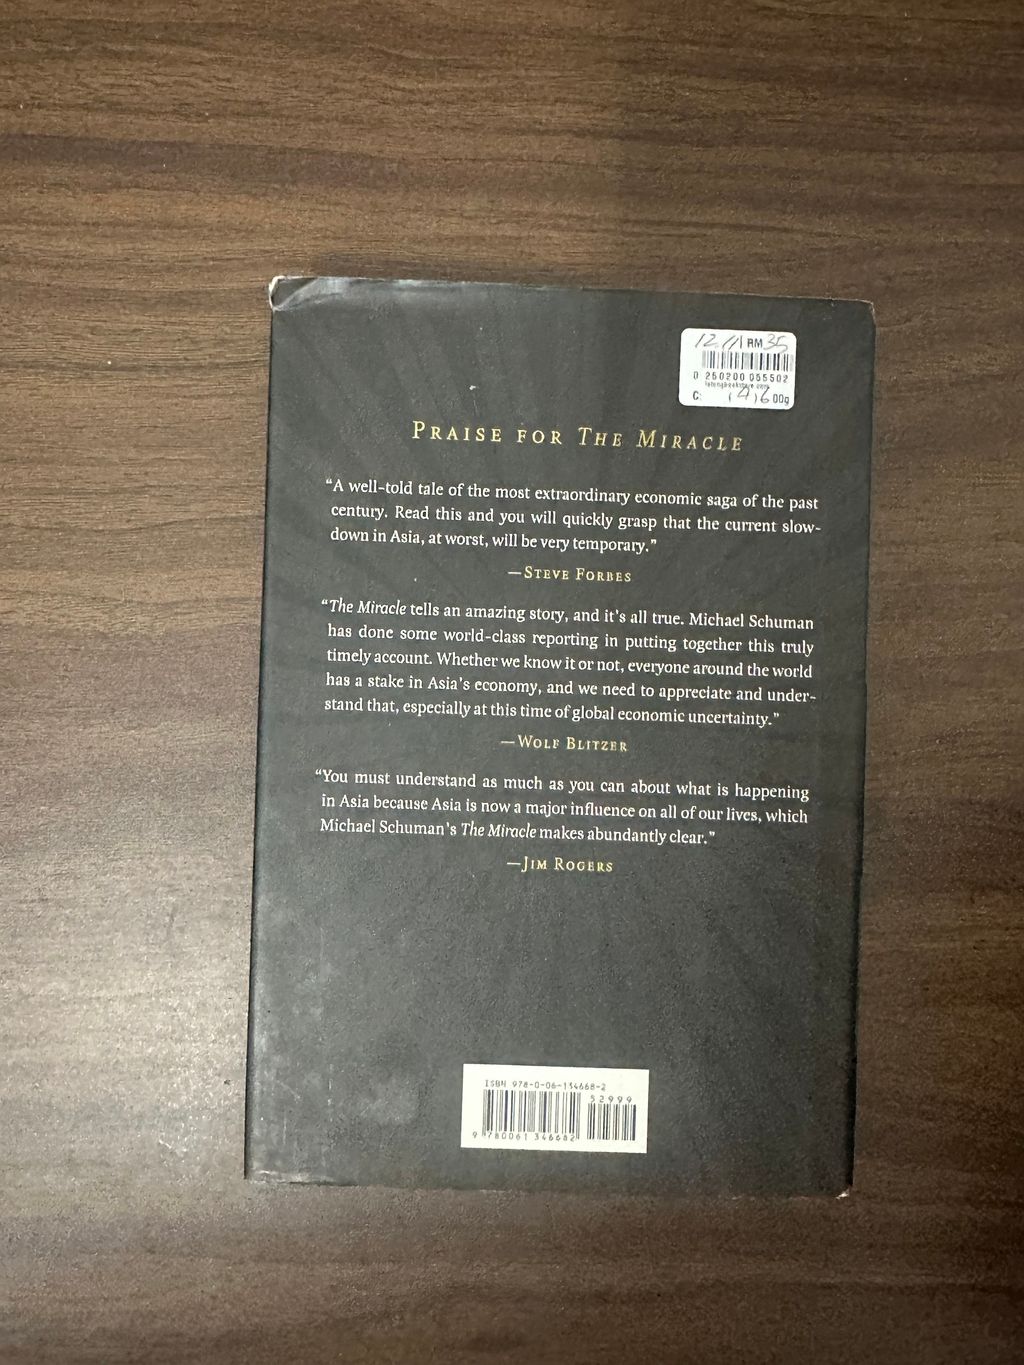 12.11 RM 35
0 250200 055502
C: (4) 6 00g
PRAISE FOR THE MIRACLE
“A well-told tale of the most extraordinary economic saga of the past
century. Read this and you will quickly grasp that the current slow-
down in Asia, at worst, will be very temporary.”
—STEVE FORBES
“The Miracle tells an amazing story, and it’s all true. Michael Schuman
has done some world-class reporting in putting together this truly
timely account. Whether we know it or not, everyone around the world
has a stake in Asia’s economy, and we need to appreciate and under-
stand that, especially at this time of global economic uncertainty.”
—WOLF BLITZER
“You must understand as much as you can about what is happening
in Asia because Asia is now a major influence on all of our lives, which
Michael Schuman’s The Miracle makes abundantly clear.”
—JIM ROGERS
ISBN 978-0-06-134668-2
52999
9 780061 346682